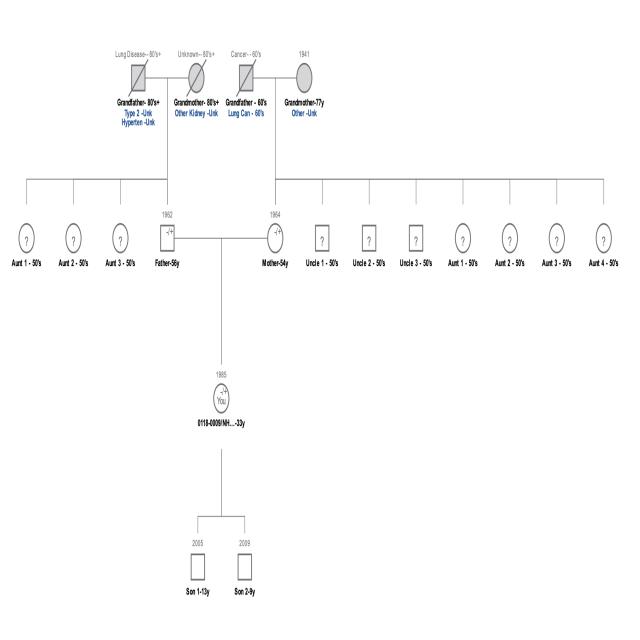 Lung Disease-- 80's+
Unknown-- 80's+
Cancer-- 60's
1941
Grandfather- 80's+
Type 2 -Unk
Hyperten -Unk
Grandmother- 80's+
Other Kidney -Unk
Grandfather - 60's
Lung Can - 60's
Grandmother-77y
Other -Unk
1962
1964
?
?
?
-/+
-/+
?
?
?
?
?
?
?
Aunt 1 - 50's
Aunt 2 - 50's
Aunt 3 - 50's
Father-56y
Mother-54y
Uncle 1 - 50's
Uncle 2 - 50's
Uncle 3 - 50's
Aunt 1 - 50's
Aunt 2 - 50's
Aunt 3 - 50's
Aunt 4 - 50's
1985
-/+
You
0118-0009/NH...-33y
2005
2009
Son 1-13y
Son 2-9y